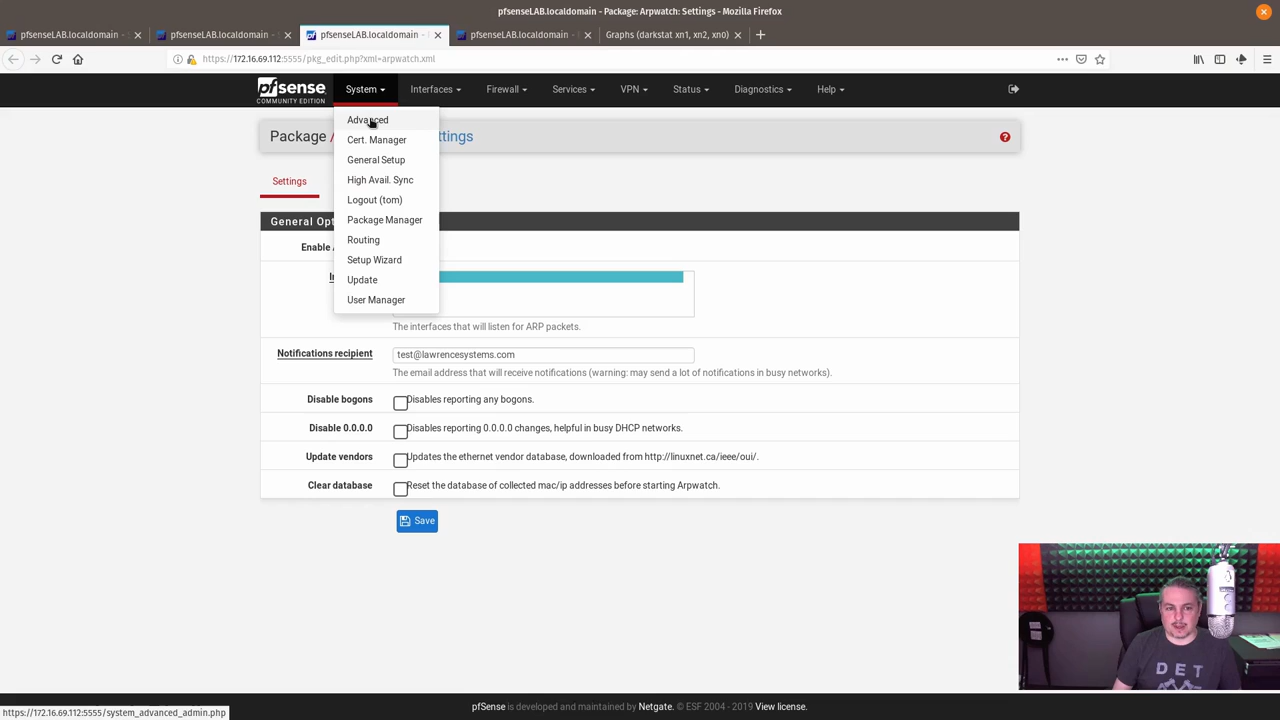 pfsenseLAB.localdomain - Package: Arpwatch: Settings - Mozilla Firefox
pfsenseLAB.localdomain -
pfsenseLAB.localdomain -
pfsenseLAB.localdomain -
pfsenseLAB.localdomain -
Graphs (darkstat xn1, xn2, xn0)
https://172.16.69.112:5555/pkg_edit.php?xml=arpwatch.xml
pfsense
COMMUNITY EDITION
System
Interfaces
Firewall
Services
VPN
Status
Diagnostics
Help
Advanced
Cert. Manager
General Setup
High Avail. Sync
Logout (tom)
Package Manager
Routing
Setup Wizard
Update
User Manager
Package / ttings
Settings
General Opt
Enable
The interfaces that will listen for ARP packets.
Notifications recipient
test@lawrencesystems.com
The email address that will receive notifications (warning: may send a lot of notifications in busy networks).
Disable bogons
Disables reporting any bogons.
Disable 0.0.0.0
Disables reporting 0.0.0.0 changes, helpful in busy DHCP networks.
Update vendors
Updates the ethernet vendor database, downloaded from http://linuxnet.ca/ieee/oui/.
Clear database
Reset the database of collected mac/ip addresses before starting Arpwatch.
Save
DET
pfSense is developed and maintained by Netgate. © ESF 2004 - 2019 View license.
https://172.16.69.112:5555/system_advanced_admin.php